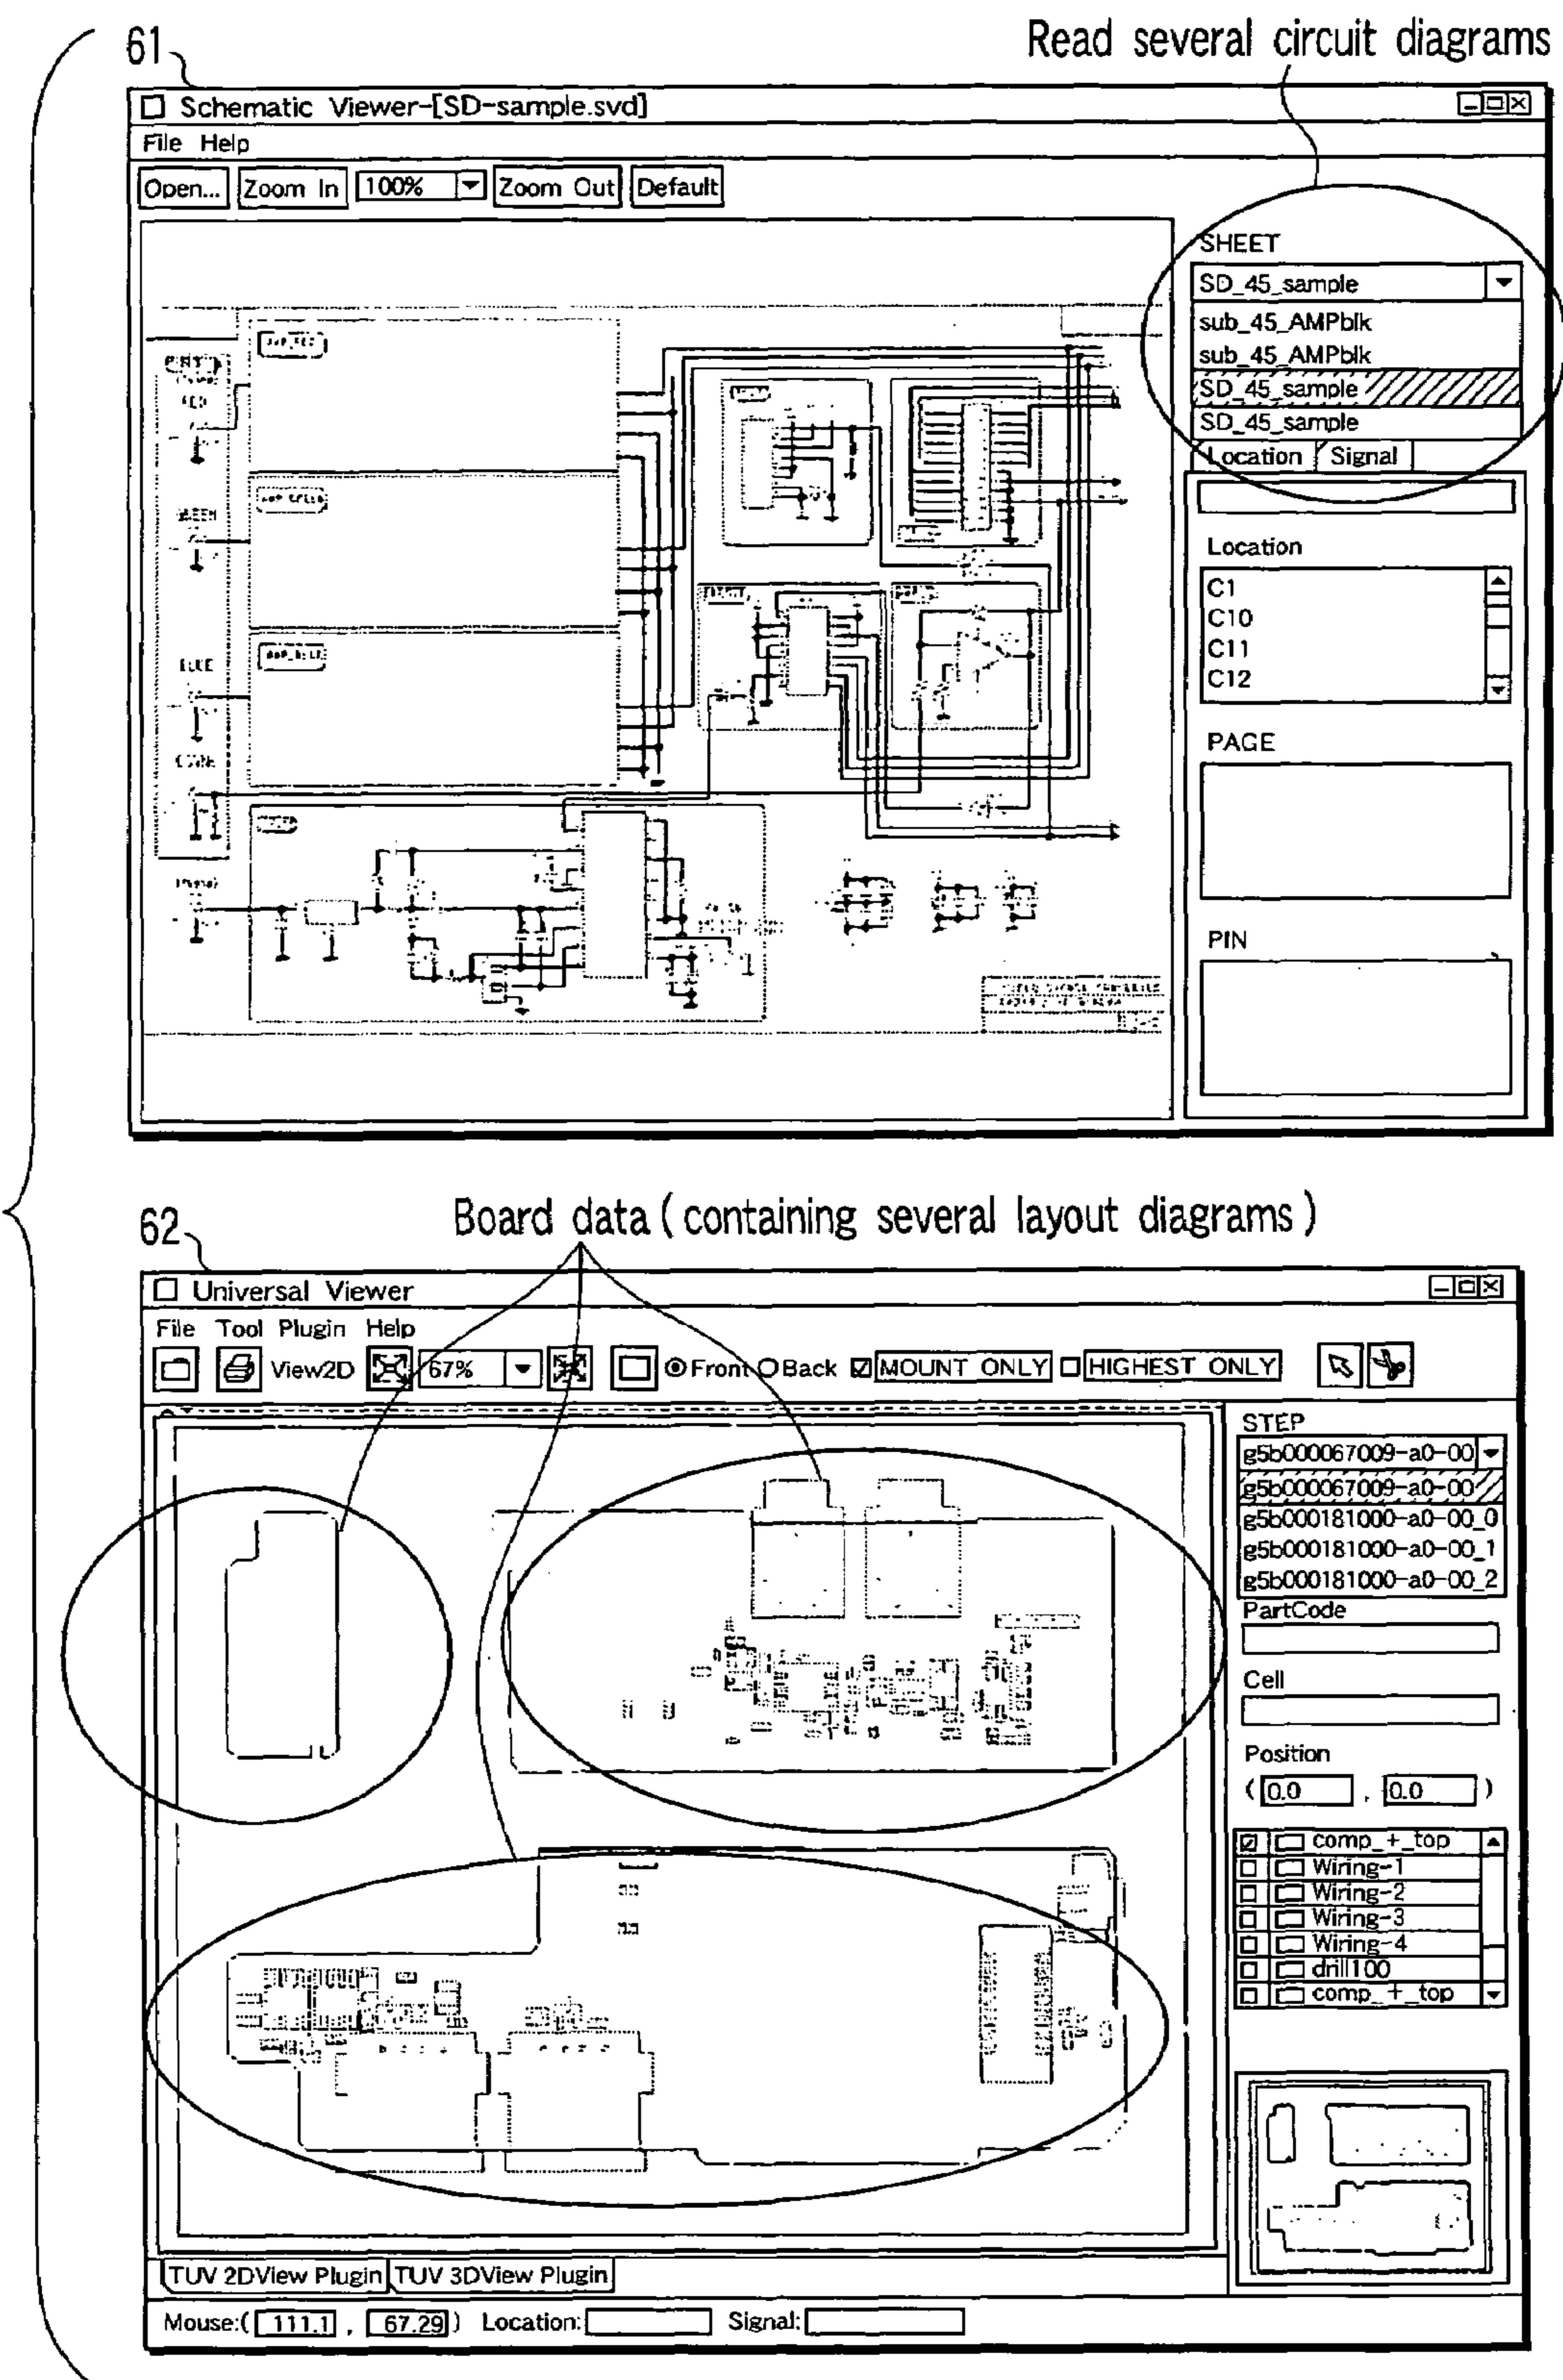 61
Read several circuit diagrams
Schematic Viewer-[SD-sample.svd]
File Help
Open... Zoom In 100% Zoom Out Default
SHEET
SD_45_sample
sub_45_AMPblk
sub_45_AMPblk
SD_45_sample
SD_45_sample
Location Signal
Location
C1
C10
C11
C12
PAGE
PIN
62
Board data (containing several layout diagrams)
Universal Viewer
File Tool Plugin Help
View2D 67% Front Back MOUNT ONLY HIGHEST ONLY
STEP
g5b000067009-a0-00
g5b000067009-a0-00
g5b000181000-a0-00_0
g5b000181000-a0-00_1
g5b000181000-a0-00_2
PartCode
Cell
Position
(0.0 , 0.0 )
comp_+_top
Wiring-1
Wiring-2
Wiring-3
Wiring-4
drill100
comp_+_top
TUV 2DView Plugin TUV 3DView Plugin
Mouse:( 111.1 , 67.29) Location: Signal: